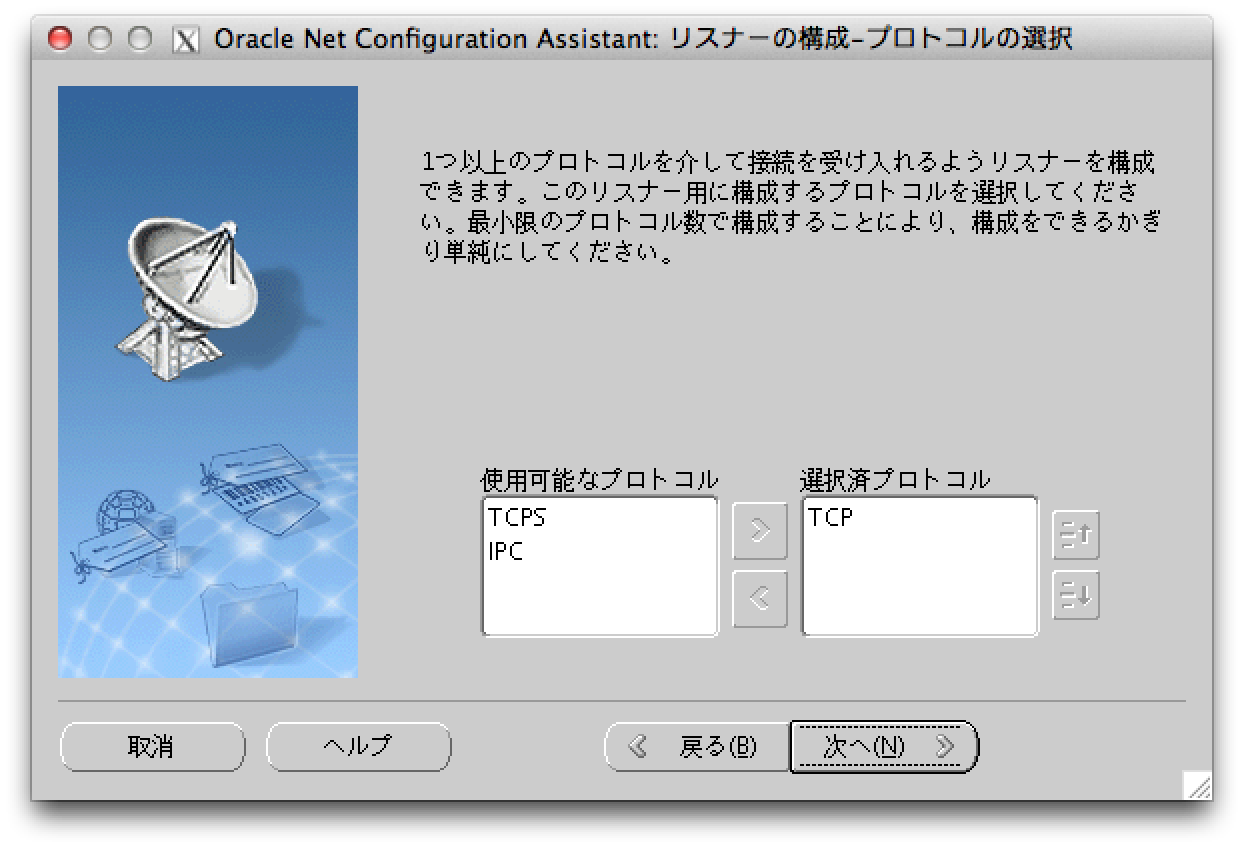 Oracle Net Configuration Assistant: リスナーの構成–プロトコルの選択
1つ以上のプロトコルを介して接続を受け入れるようリスナーを構成
できます。このリスナー用に構成するプロトコルを選択してくださ
い。最小限のプロトコル数で構成することにより、構成をできるかぎ
り単純にしてください。
使用可能なプロトコル
TCPS
IPC
選択済プロトコル
TCP
取消
ヘルプ
戻る(B)
次へ(N)